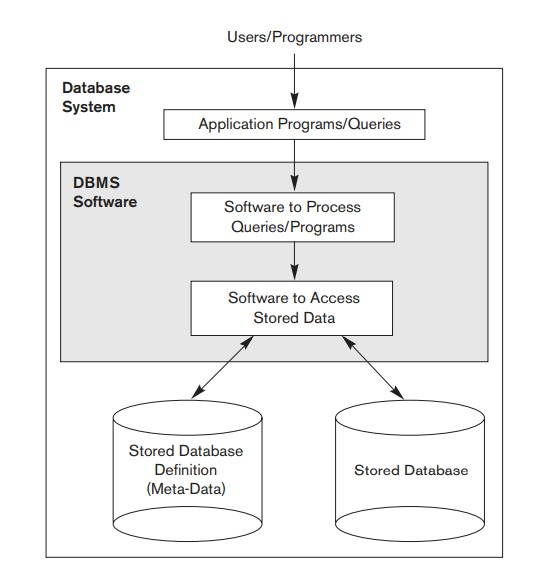 Users/Programmers
Database
System
Application Programs/Queries
DBMS
Software
Software to Process
Queries/Programs
Software to Access
Stored Data
Stored Database
Definition
(Meta-Data)
Stored Database